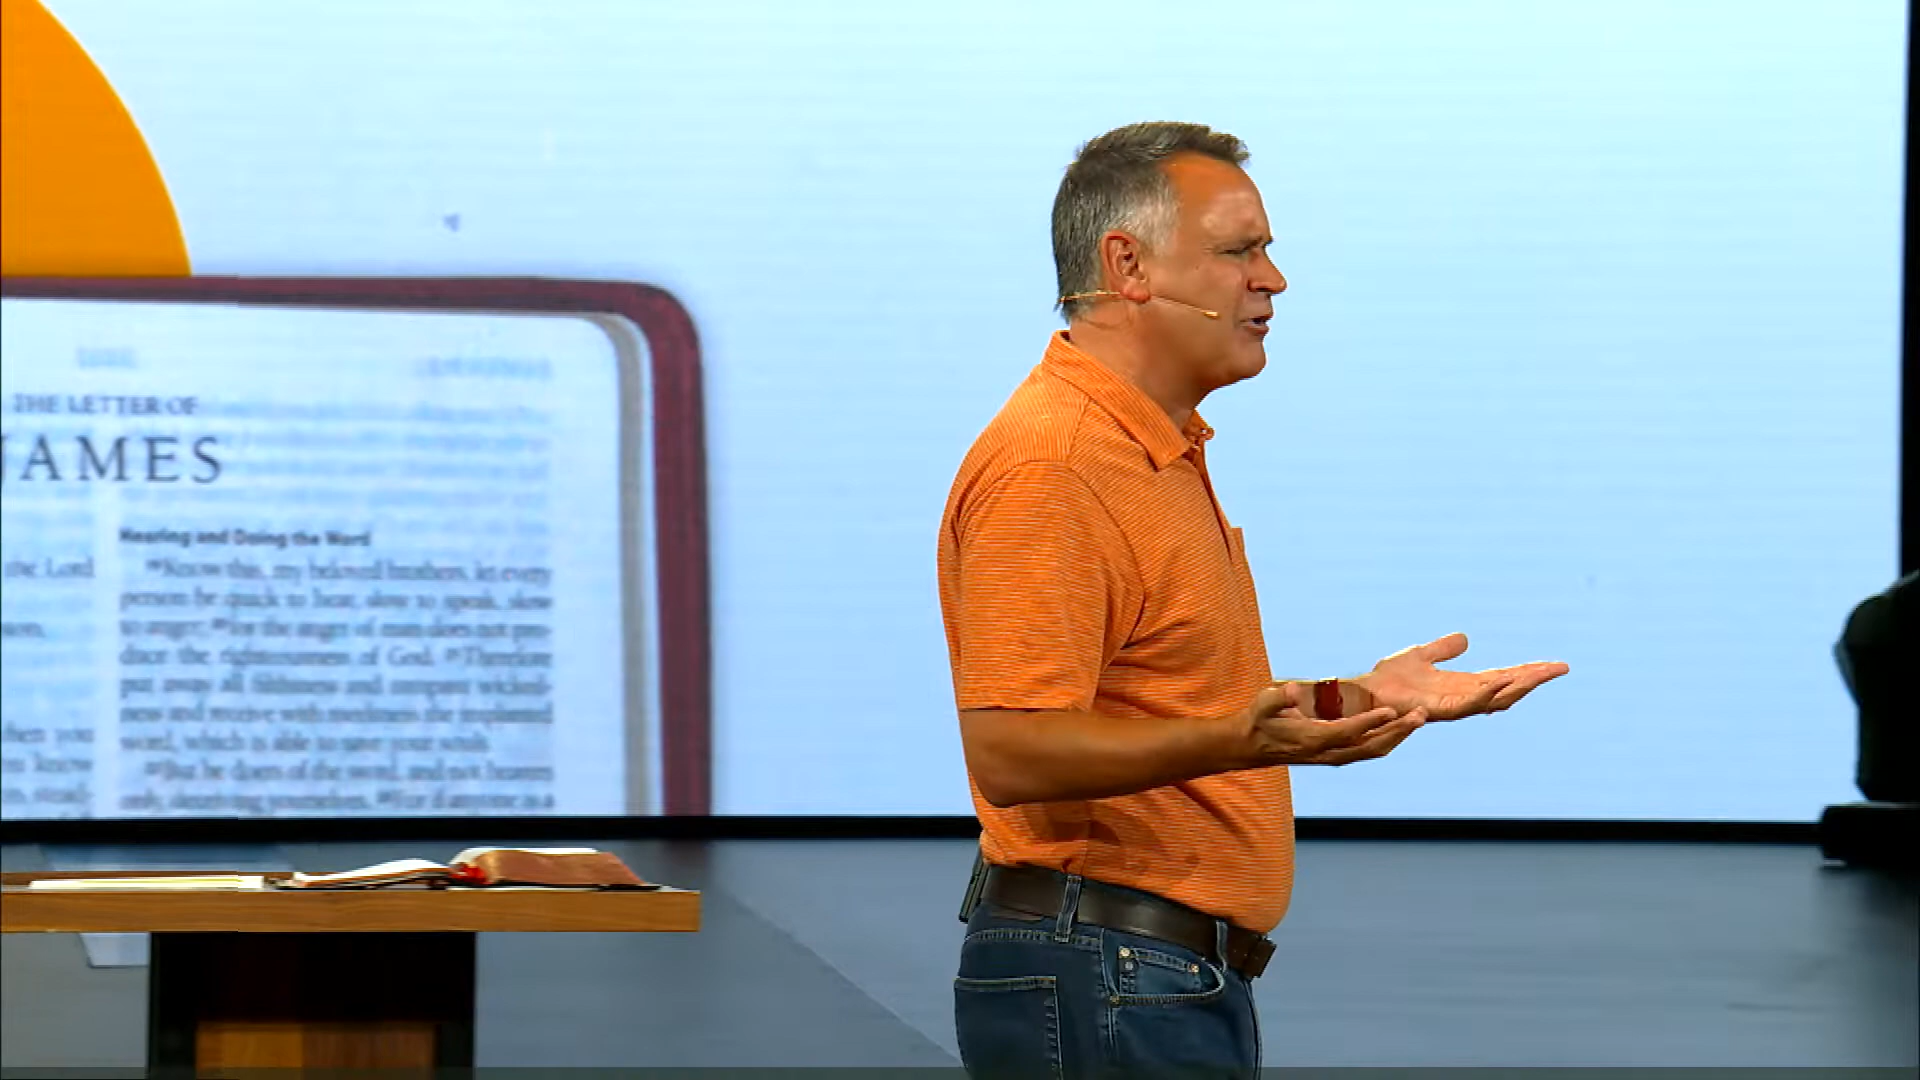 THE LETTER OF
JAMES
Hearing and Doing the Word
the Lord
Know this, my beloved brothers, let every
person be quick to hear, slow to speak, slow
to anger; for the anger of man does not pro-
duce the righteousness of God. Therefore
put away all filthiness and rampant wicked-
ness and receive with meekness the implanted
when you
word, which is able to save your souls.
know
But be doers of the word, and not hearers
only, deceiving yourselves. For if anyone is a